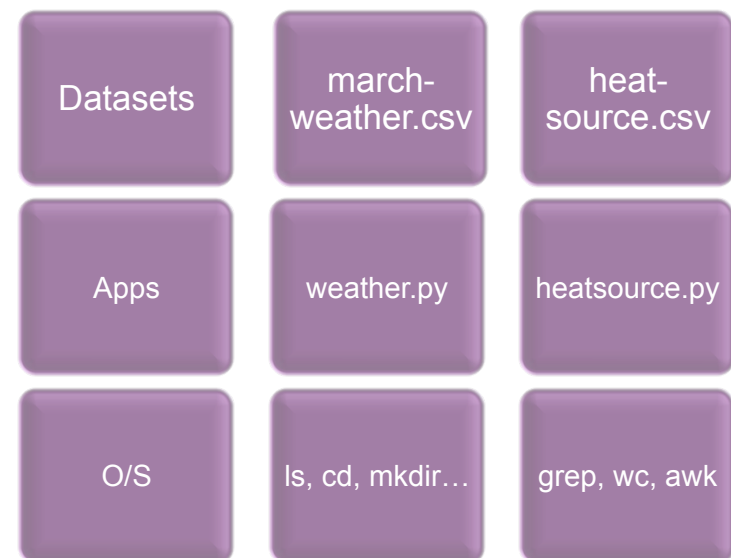 Datasets
march-
weather.csv
heat-
source.csv
Apps
weather.py
heatsource.py
O/S
ls, cd, mkdir…
grep, wc, awk